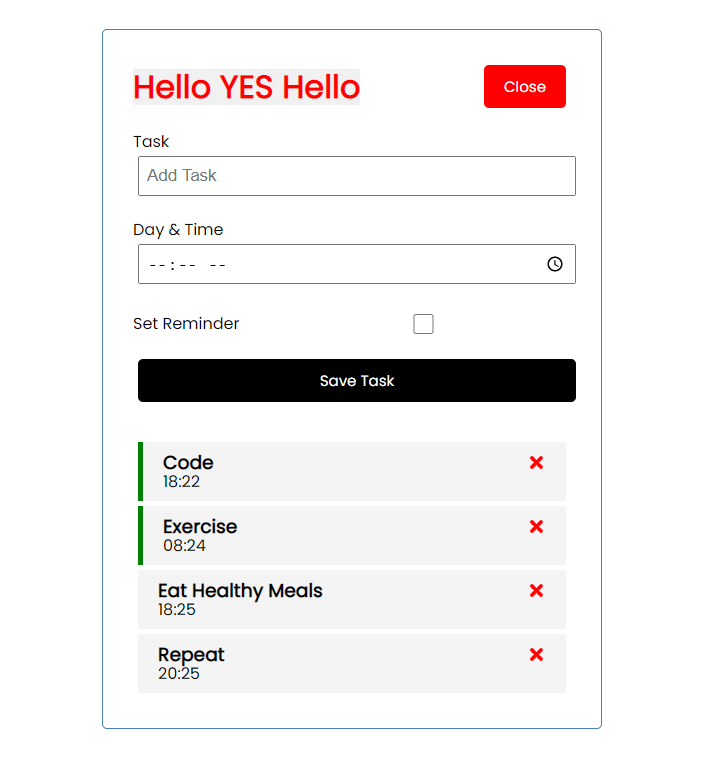 Hello YES Hello
Close
Task
Add Task
Day & Time
--:-- --
Set Reminder
Save Task
Code
18:22
Exercise
08:24
Eat Healthy Meals
18:25
Repeat
20:25